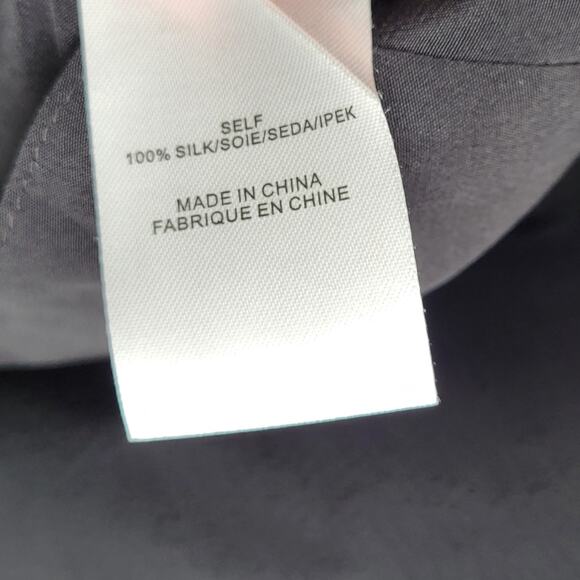 SELF
100% SILK/SOIE/SEDA/IPEK
MADE IN CHINA
FABRIQUE EN CHINE